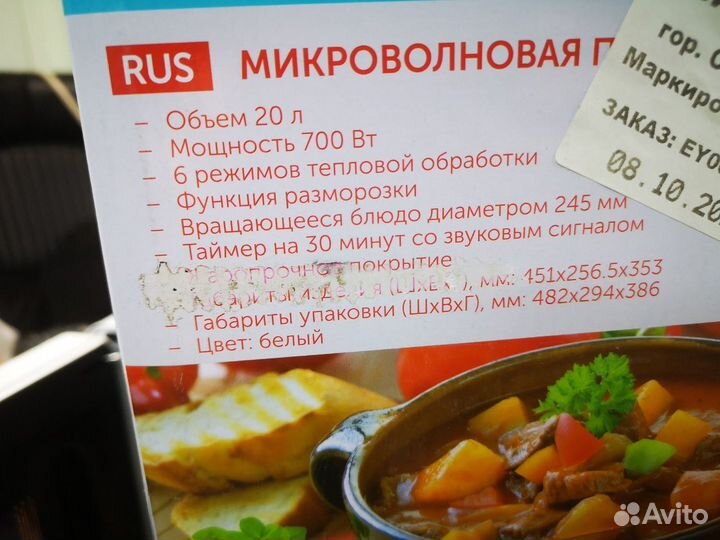 RUS МИКРОВОЛНОВАЯ П
– Объем 20 л
– Мощность 700 Вт
– 6 режимов тепловой обработки
– Функция разморозки
– Вращающееся блюдо диаметром 245 мм
– Таймер на 30 минут со звуковым сигналом
покрытие
мм: 451x256.5x353
– Габариты упаковки (ШхВхГ), мм: 482x294x386
– Цвет: белый
гор. С
Маркиро
ЗАКАЗ: EY0
08.10.20
Avito